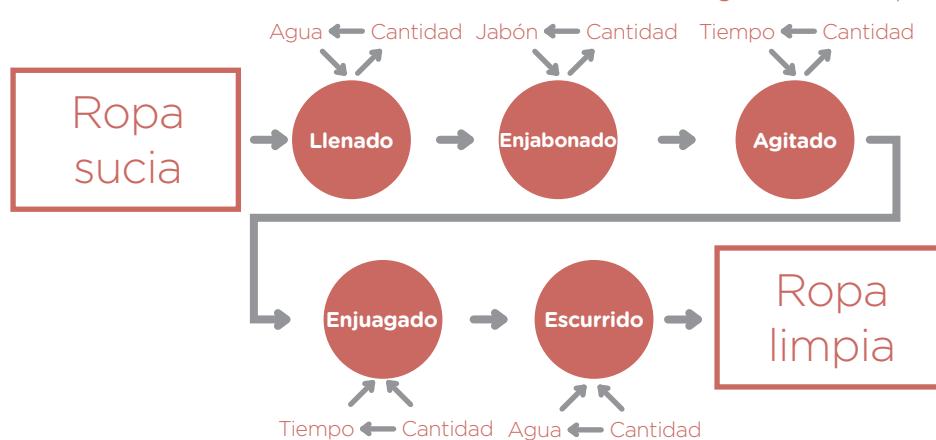 Agua Cantidad Jabón Cantidad Tiempo Cantidad
Ropa
sucia
Llenado
Enjabonado
Agitado
Enjuagado
Escurrido
Ropa
limpia
Tiempo Cantidad Agua Cantidad